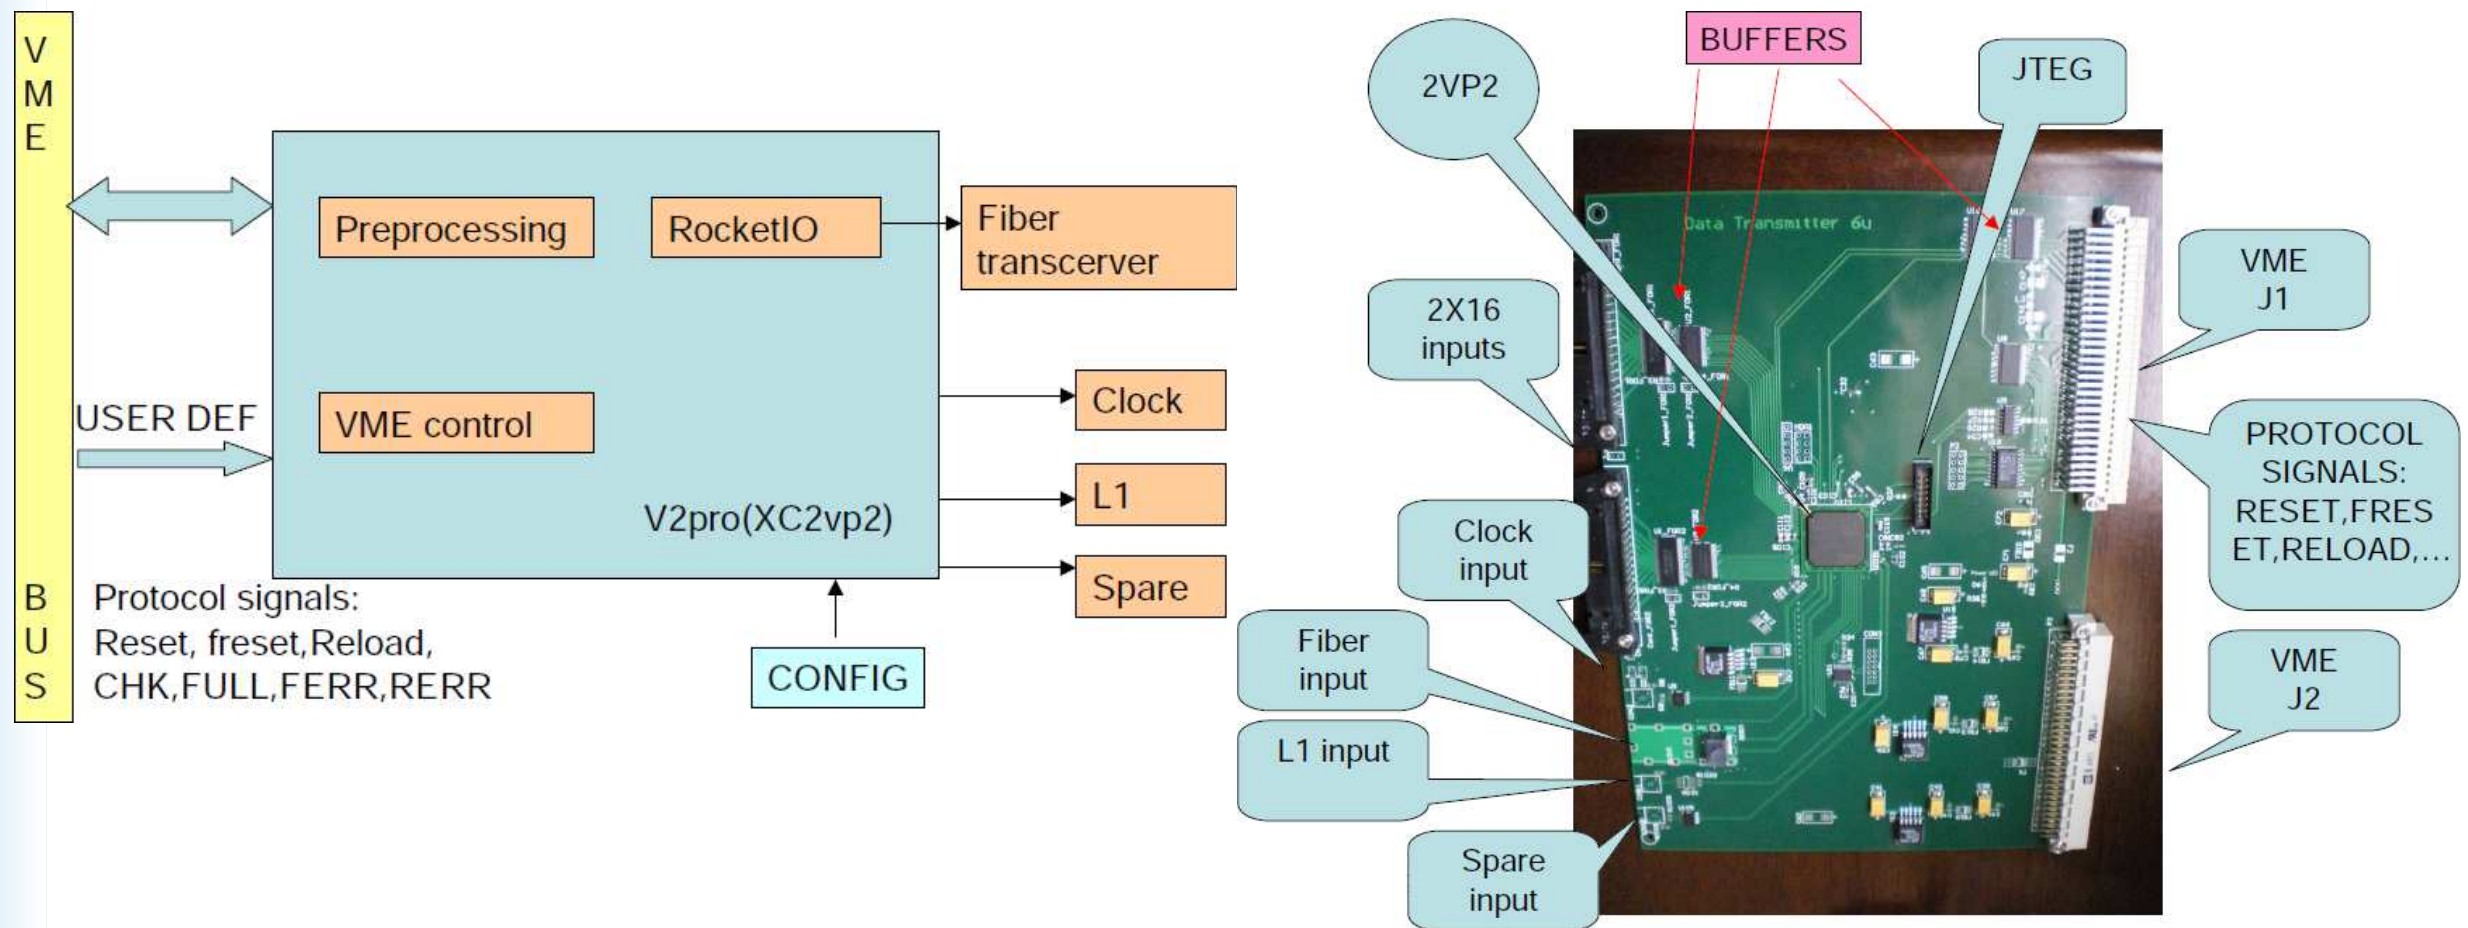 V
M
E
B
U
S
Preprocessing
RocketIO
Fiber
transcerver
USER DEF
VME control
Clock
L1
V2pro(XC2vp2)
Spare
Protocol signals:
Reset, freset,Reload,
CHK,FULL,FERR,RERR
CONFIG
BUFFERS
2VP2
JTEG
Data Transmitter 6u
U17
2X16
inputs
VME
J1
PROTOCOL
SIGNALS:
RESET,FRES
ET,RELOAD,...
Clock
input
Fiber
input
L1 input
Spare
input
VME
J2